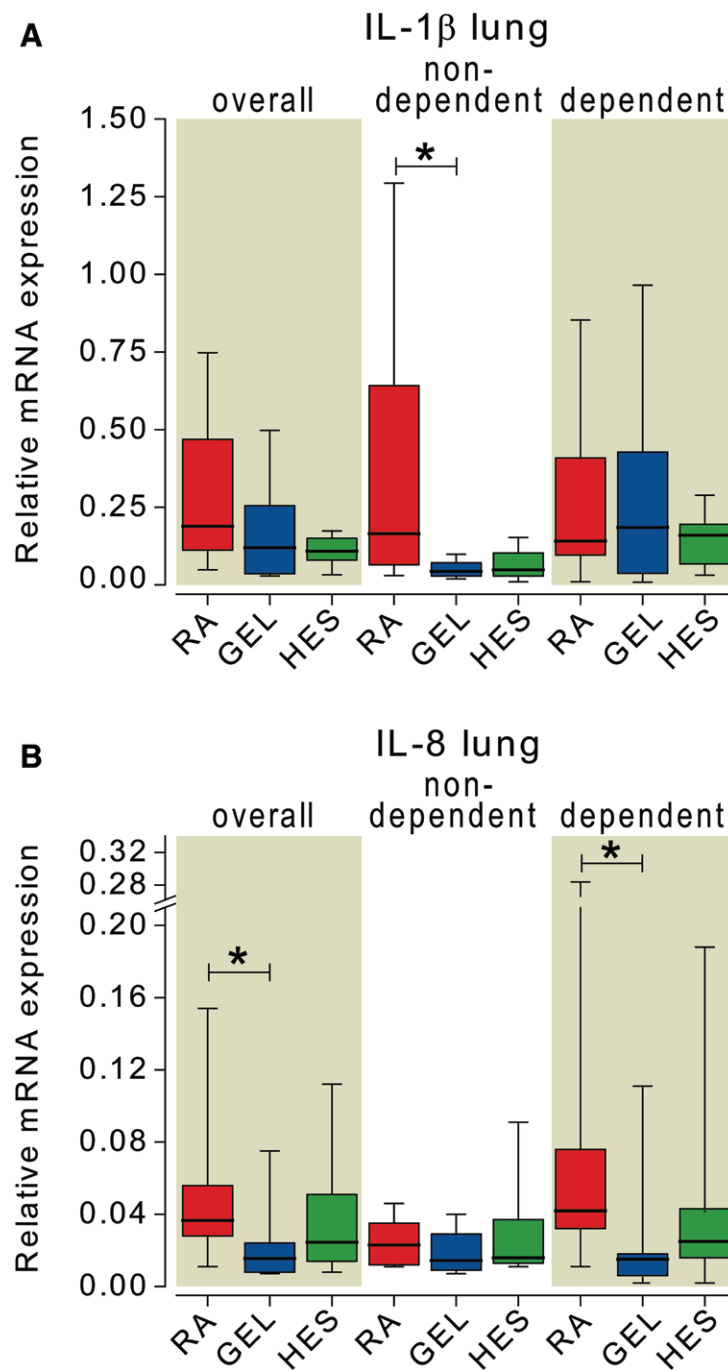 A
IL-1β lung
overall
non-
dependent
dependent
Relative mRNA expression
1.50
1.25
1.00
0.75
0.50
0.25
0.00
*
RA GEL HES RA GEL HES RA GEL HES
B
IL-8 lung
overall
non-
dependent
dependent
Relative mRNA expression
0.32
0.28
0.20
0.16
0.12
0.08
0.04
0.00
*
*
RA GEL HES RA GEL HES RA GEL HES